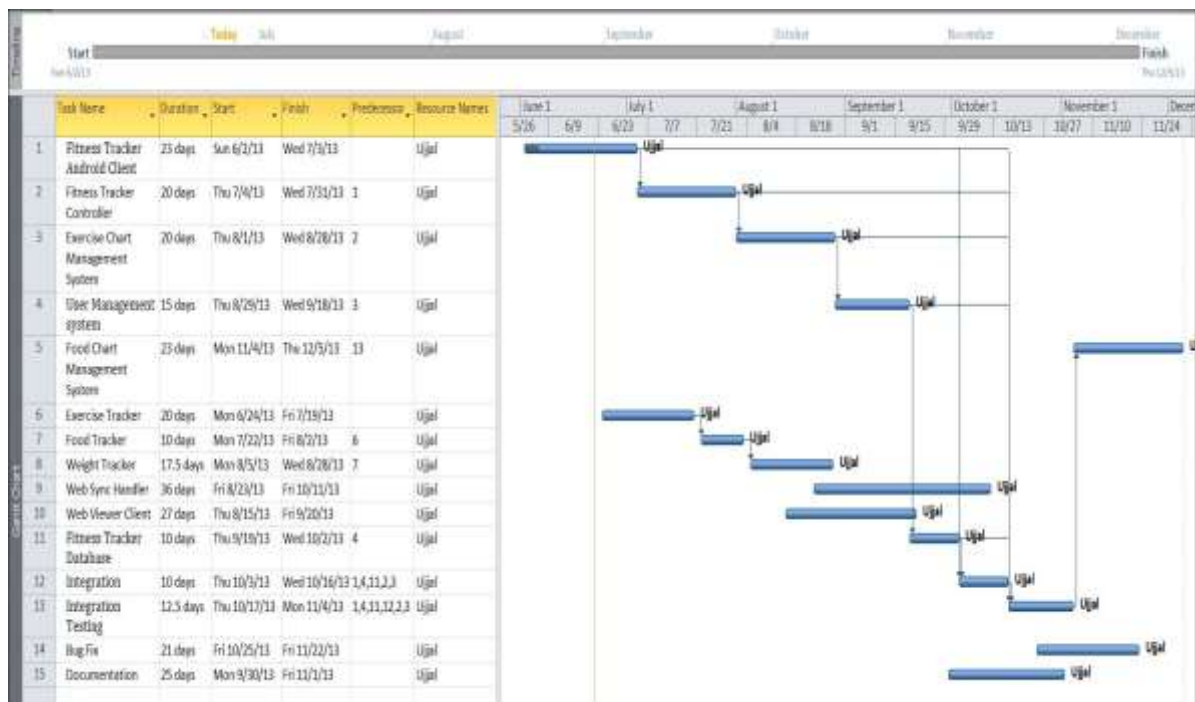 Today July August September October November December
Start
Sun 6/2/13
Finish
Thu 12/5/13
Timeline
Task Name Duration Start Finish Predecessors Resource Names
June 1 July 1 August 1 September 1 October 1 November 1 Decem
5/26 6/9 6/23 7/7 7/21 8/4 8/18 9/1 9/15 9/29 10/13 10/27 11/10 11/24
1 Fitness Tracker 23 days Sun 6/2/13 Wed 7/3/13 Ujjal Ujjal
Android Client
2 Fitness Tracker 20 days Thu 7/4/13 Wed 7/31/13 1 Ujjal Ujjal
Controller
3 Exercise Chart 20 days Thu 8/1/13 Wed 8/28/13 2 Ujjal Ujjal
Management
System
4 User Management 15 days Thu 8/29/13 Wed 9/18/13 3 Ujjal Ujjal
system
5 Food Chart 23 days Mon 11/4/13 Thu 12/5/13 13 Ujjal U
Management
System
6 Exercise Tracker 20 days Mon 6/24/13 Fri 7/19/13 Ujjal Ujjal
7 Food Tracker 10 days Mon 7/22/13 Fri 8/2/13 6 Ujjal Ujjal
8 Weight Tracker 17.5 days Mon 8/5/13 Wed 8/28/13 7 Ujjal Ujjal
9 Web Sync Handler 36 days Fri 8/23/13 Fri 10/11/13 Ujjal Ujjal
10 Web Viewer Client 27 days Thu 8/15/13 Fri 9/20/13 Ujjal Ujjal
11 Fitness Tracker 10 days Thu 9/19/13 Wed 10/2/13 4 Ujjal Ujjal
Database
12 Integration 10 days Thu 10/3/13 Wed 10/16/13 1,4,11,2,3 Ujjal Ujjal
13 Integration 12.5 days Thu 10/17/13 Mon 11/4/13 1,4,11,12,2,3 Ujjal Ujjal
Testing
14 Bug Fix 21 days Fri 10/25/13 Fri 11/22/13 Ujjal Ujjal
15 Documentation 25 days Mon 9/30/13 Fri 11/1/13 Ujjal Ujjal
Gantt Chart